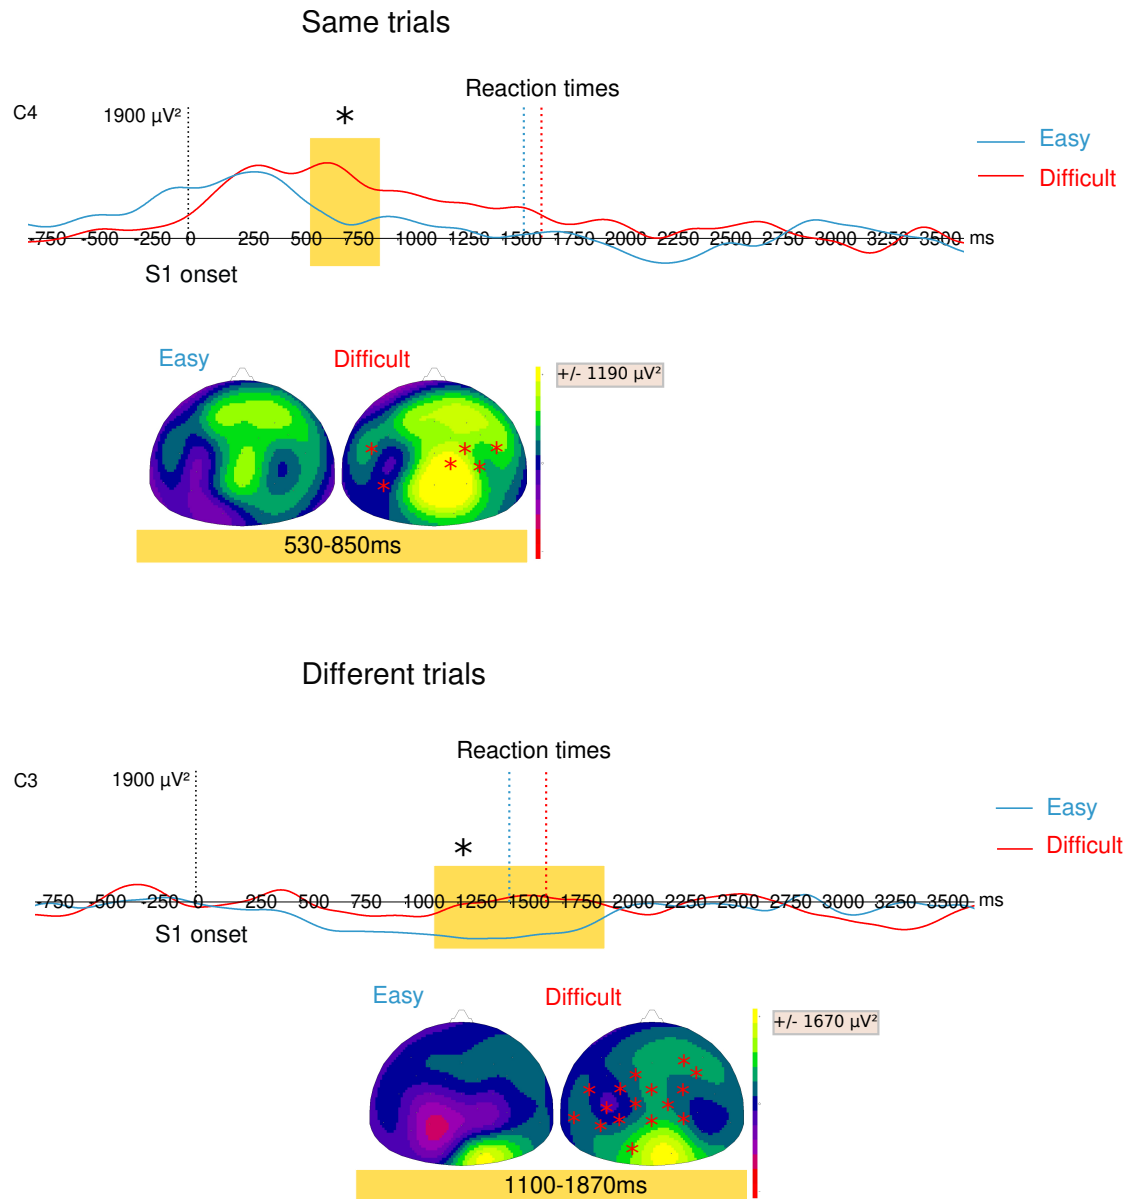 Same trials
Reaction times
C4
1900 µV²
*
Easy
Difficult
-750 -500 -250 0 250 500 750 1000 1250 1500 1750 2000 2250 2500 2750 3000 3250 3500 ms
S1 onset
Easy Difficult
+/- 1190 µV²
530-850ms
Different trials
Reaction times
C3
1900 µV²
Easy
*
Difficult
-750 -500 -250 0 250 500 750 1000 1250 1500 1750 2000 2250 2500 2750 3000 3250 3500 ms
S1 onset
Easy Difficult
+/- 1670 µV²
1100-1870ms